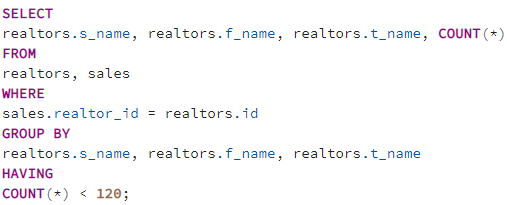 SELECT
realtors.s_name, realtors.f_name, realtors.t_name, COUNT(*)
FROM
realtors, sales
WHERE
sales.realtor_id = realtors.id
GROUP BY
realtors.s_name, realtors.f_name, realtors.t_name
HAVING
COUNT(*) < 120;